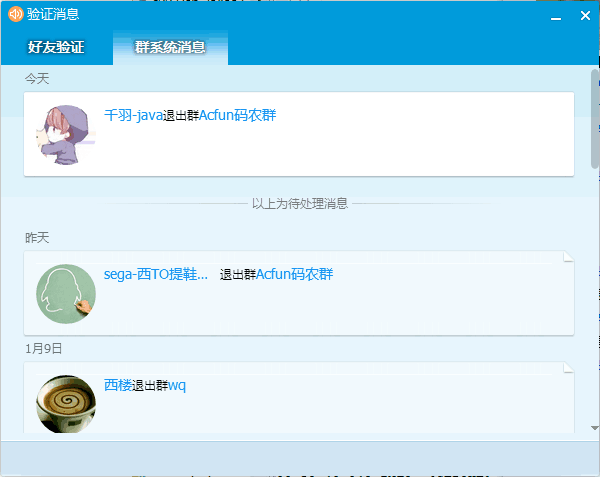 验证消息
好友验证 群系统消息
今天
千羽-java退出群Acfun码农群
以上为待处理消息
昨天
sega-西TO提鞋... 退出群Acfun码农群
1月9日
西楼退出群wq